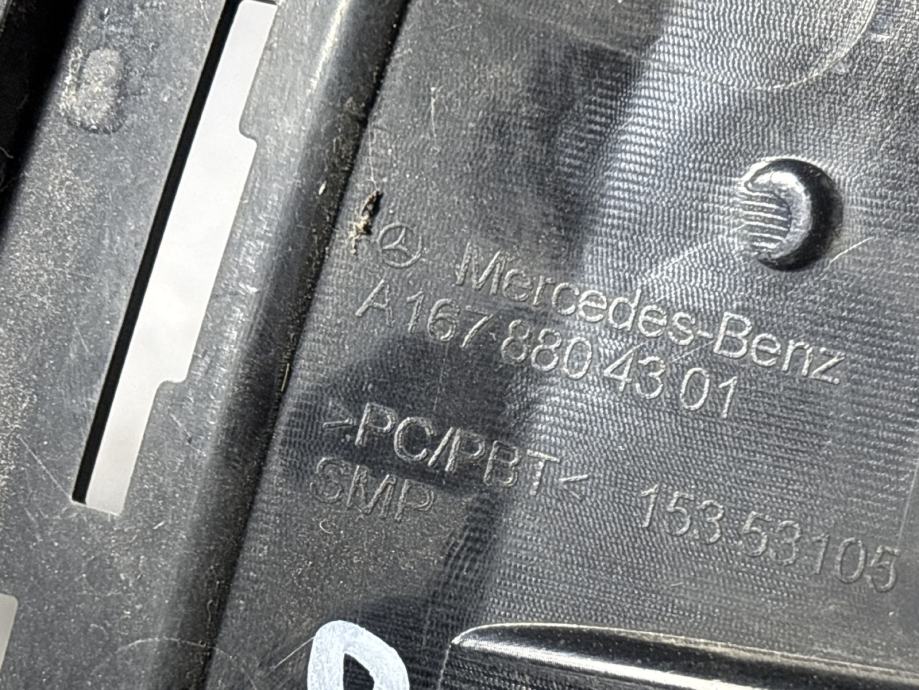 Mercedes-Benz
A 167 880 43 01
>PC/PBT< 153.53105
SMP